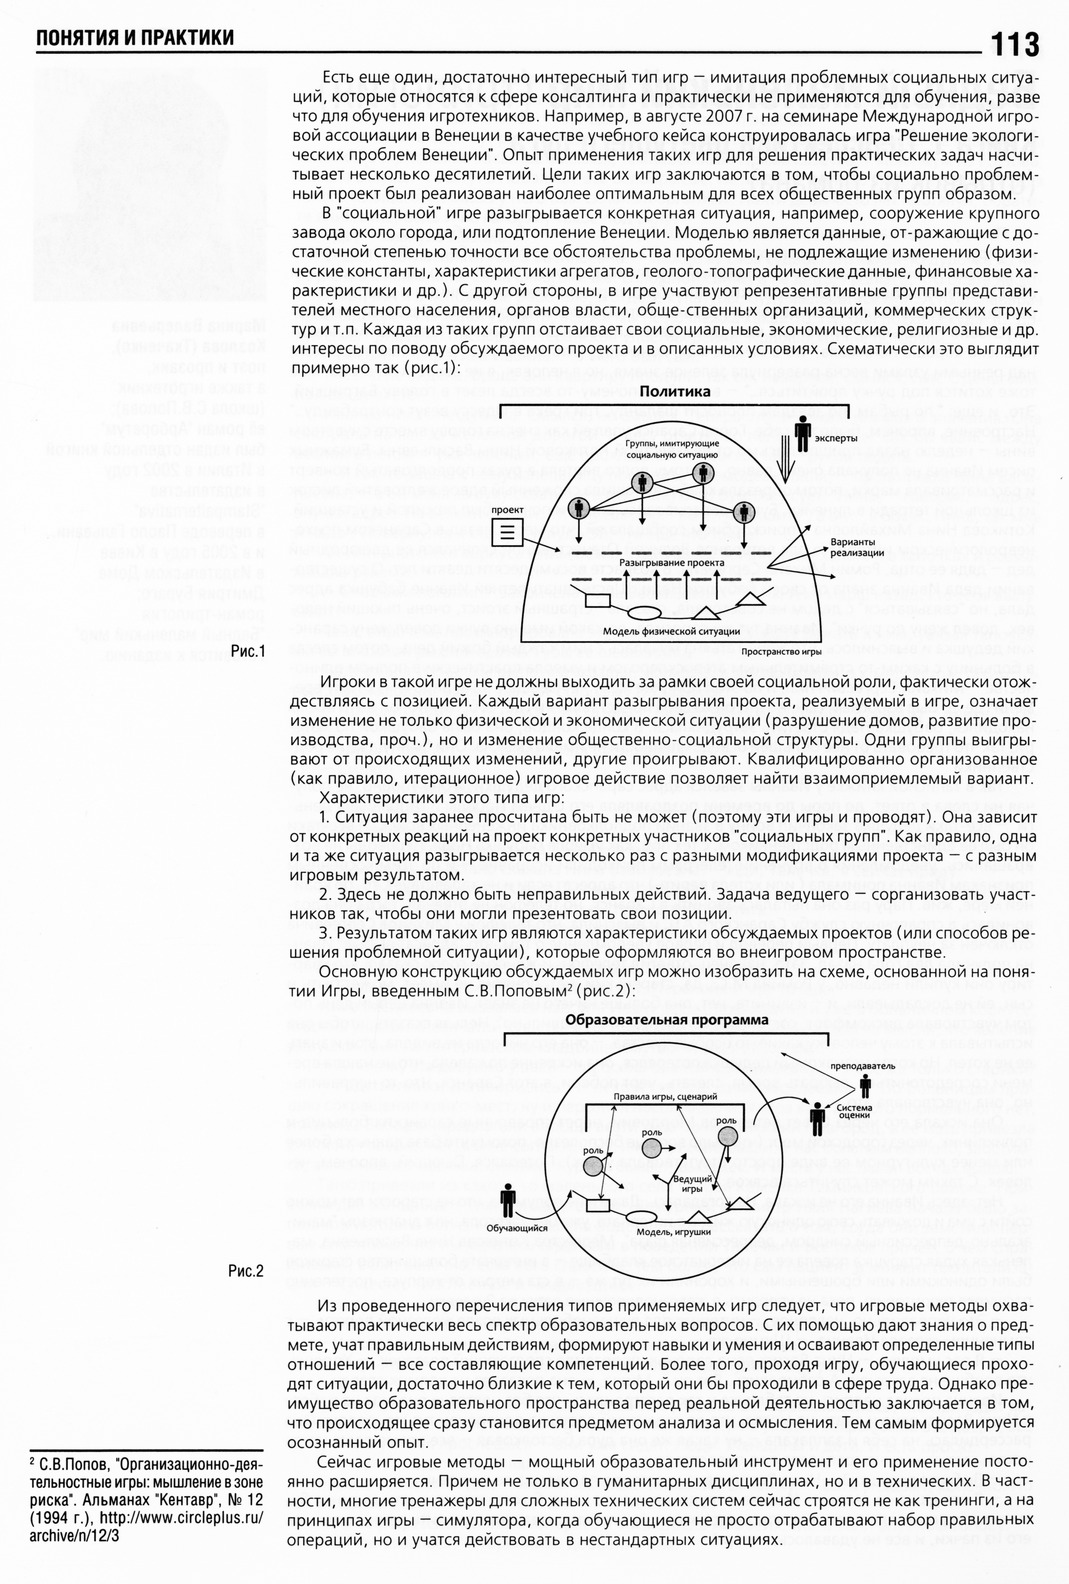 ПОНЯТИЯ И ПРАКТИКИ
113
Есть еще один, достаточно интересный тип игр — имитация проблемных социальных ситуа-
ций, которые относятся к сфере консалтинга и практически не применяются для обучения, разве
что для обучения игротехников. Например, в августе 2007 г. на семинаре Международной игро-
вой ассоциации в Венеции в качестве учебного кейса конструировалась игра "Решение экологи-
ческих проблем Венеции". Опыт применения таких игр для решения практических задач насчи-
тывает несколько десятилетий. Цели таких игр заключаются в том, чтобы социально проблем-
ный проект был реализован наиболее оптимальным для всех общественных групп образом.
В "социальной" игре разыгрывается конкретная ситуация, например, сооружение крупного
завода около города, или подтопление Венеции. Моделью является данные, от-ражающие с до-
статочной степенью точности все обстоятельства проблемы, не подлежащие изменению (физи-
ческие константы, характеристики агрегатов, геолого-топографические данные, финансовые ха-
рактеристики и др.). С другой стороны, в игре участвуют репрезентативные группы представи-
телей местного населения, органов власти, обще-ственных организаций, коммерческих струк-
тур и т.п. Каждая из таких групп отстаивает свои социальные, экономические, религиозные и др.
интересы по поводу обсуждаемого проекта и в описанных условиях. Схематически это выглядит
примерно так (рис.1):
Политика
эксперты
Группы, имитирующие
социальную ситуацию
проект
Варианты
реализации
Разыгрывание проекта
Модель физической ситуации
Пространство игры
Рис.1
Игроки в такой игре не должны выходить за рамки своей социальной роли, фактически отож-
дествляясь с позицией. Каждый вариант разыгрывания проекта, реализуемый в игре, означает
изменение не только физической и экономической ситуации (разрушение домов, развитие про-
изводства, проч.), но и изменение общественно-социальной структуры. Одни группы выигры-
вают от происходящих изменений, другие проигрывают. Квалифицированно организованное
(как правило, итерационное) игровое действие позволяет найти взаимоприемлемый вариант.
Характеристики этого типа игр:
1. Ситуация заранее просчитана быть не может (поэтому эти игры и проводят). Она зависит
от конкретных реакций на проект конкретных участников "социальных групп". Как правило, одна
и та же ситуация разыгрывается несколько раз с разными модификациями проекта — с разным
игровым результатом.
2. Здесь не должно быть неправильных действий. Задача ведущего — сорганизовать участ-
ников так, чтобы они могли презентовать свои позиции.
3. Результатом таких игр являются характеристики обсуждаемых проектов (или способов ре-
шения проблемной ситуации), которые оформляются во внеигровом пространстве.
Основную конструкцию обсуждаемых игр можно изобразить на схеме, основанной на поня-
тии Игры, введенным С.В.Поповым² (рис.2):
Образовательная программа
преподаватель
Правила игры, сценарий
Система
оценки
роль
роль
роль
Ведущий
игры
Обучающийся
Модель, игрушки
Рис.2
Из проведенного перечисления типов применяемых игр следует, что игровые методы охва-
тывают практически весь спектр образовательных вопросов. С их помощью дают знания о пред-
мете, учат правильным действиям, формируют навыки и умения и осваивают определенные типы
отношений — все составляющие компетенций. Более того, проходя игру, обучающиеся прохо-
дят ситуации, достаточно близкие к тем, который они бы проходили в сфере труда. Однако пре-
имущество образовательного пространства перед реальной деятельностью заключается в том,
что происходящее сразу становится предметом анализа и осмысления. Тем самым формируется
осознанный опыт.
Сейчас игровые методы — мощный образовательный инструмент и его применение посто-
янно расширяется. Причем не только в гуманитарных дисциплинах, но и в технических. В част-
ности, многие тренажеры для сложных технических систем сейчас строятся не как тренинги, а на
принципах игры — симулятора, когда обучающиеся не просто отрабатывают набор правильных
операций, но и учатся действовать в нестандартных ситуациях.
² С.В.Попов, "Организационно-дея-
тельностные игры: мышление в зоне
риска". Альманах "Кентавр", № 12
(1994 г.), http://www.circleplus.ru/
archive/n/12/3